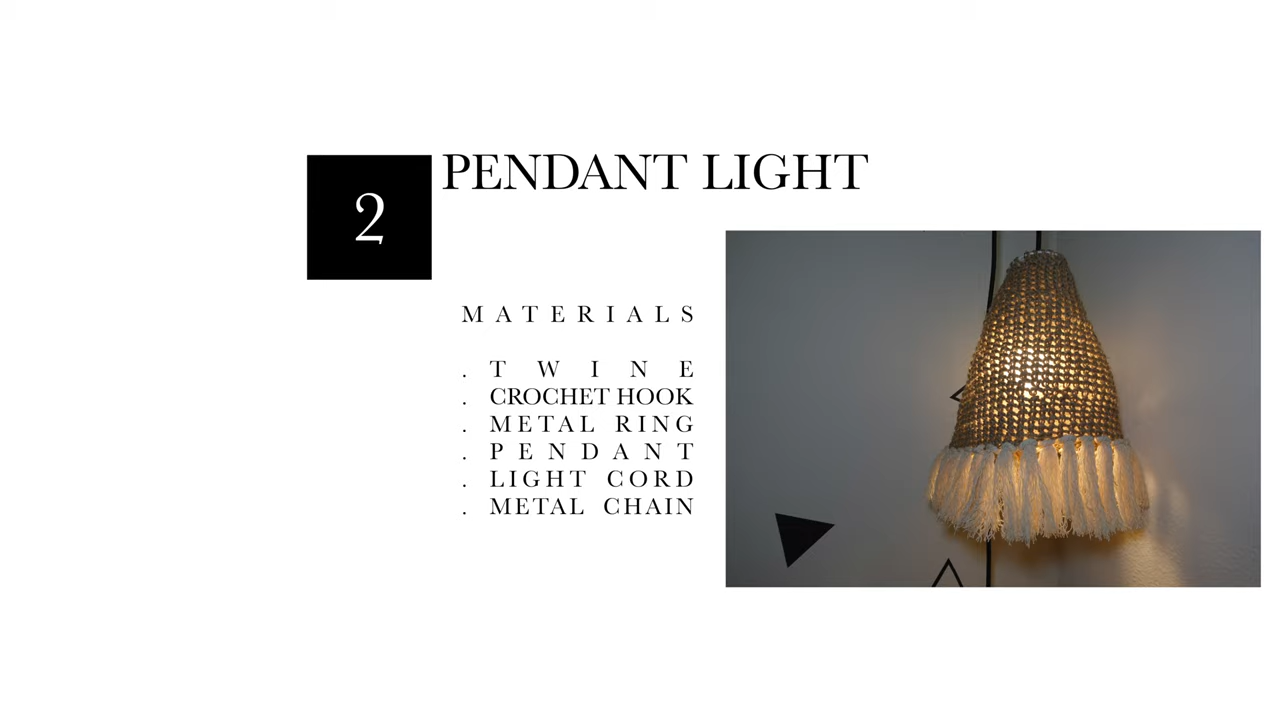 2
PENDANT LIGHT
MATERIALS
. TWINE
. CROCHET HOOK
. METAL RING
. PENDANT
. LIGHT CORD
. METAL CHAIN